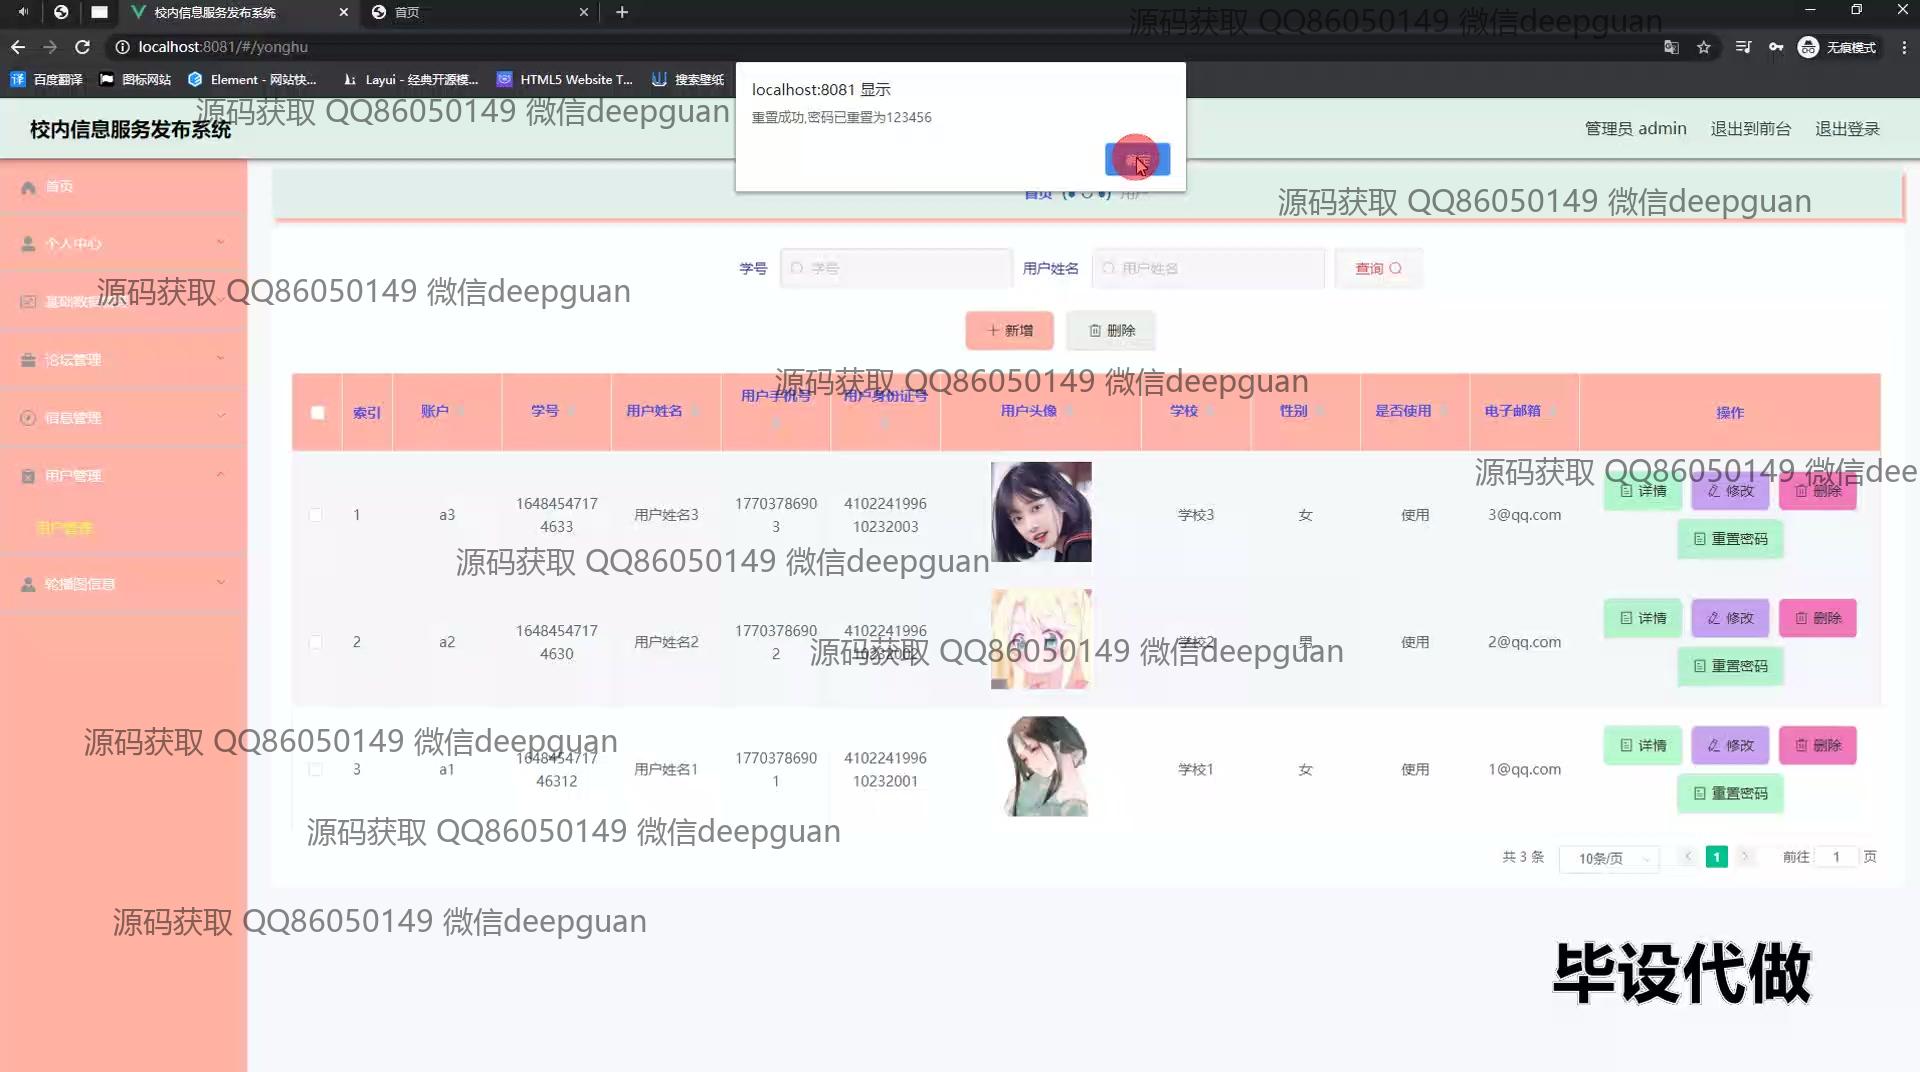 校内信息服务发布系统
首页
localhost:8081/#/yonghu
无痕模式
百度翻译
图标网站
Element - 网站快...
Layui - 经典开源模...
HTML5 Website T...
搜索壁纸
localhost:8081 显示
重置成功,密码已重置为123456
确定
校内信息服务发布系统
管理员 admin
退出到前台
退出登录
首页
个人中心
论坛管理
信息管理
用户管理
用户管理
轮播图信息
首页
用户
学号
学号
用户姓名
用户姓名
查询
新增
删除
索引 账户 学号 用户姓名 用户手机号 用户身份证号 用户头像 学校 性别 是否使用 电子邮箱 操作
1 a3 16484547174633 用户姓名3 17703786903 410224199610232003 学校3 女 使用 3@qq.com
详情 修改 删除
重置密码
2 a2 16484547174630 用户姓名2 17703786902 410224199610232002 学校2 男 使用 2@qq.com
详情 修改 删除
重置密码
3 a1 164845471746312 用户姓名1 17703786901 410224199610232001 学校1 女 使用 1@qq.com
详情 修改 删除
重置密码
共 3 条 10条/页 1 前往 1 页
源码获取 QQ86050149 微信deepguan
源码获取 QQ86050149 微信deepguan
源码获取 QQ86050149 微信deepguan
源码获取 QQ86050149 微信deepguan
源码获取 QQ86050149 微信deepguan
源码获取 QQ86050149 微信dee
源码获取 QQ86050149 微信deepguan
源码获取 QQ86050149 微信deepguan
源码获取 QQ86050149 微信deepguan
源码获取 QQ86050149 微信deepguan
源码获取 QQ86050149 微信deepguan
毕设代做